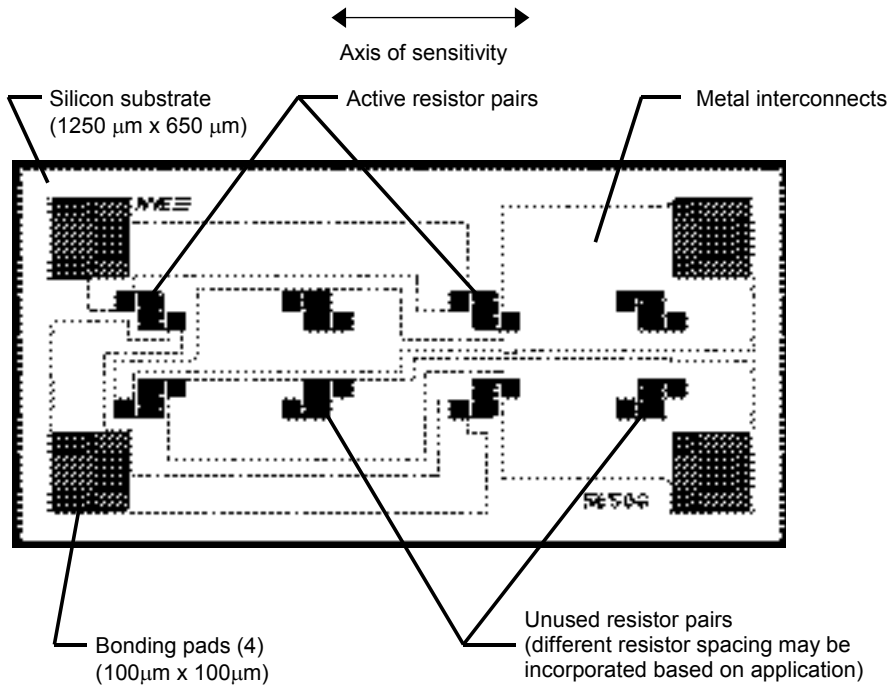 Axis of sensitivity
Silicon substrate
(1250 μm x 650 μm)
Active resistor pairs
Metal interconnects
NVE
Bonding pads (4)
(100μm x 100μm)
Unused resistor pairs
(different resistor spacing may be
incorporated based on application)